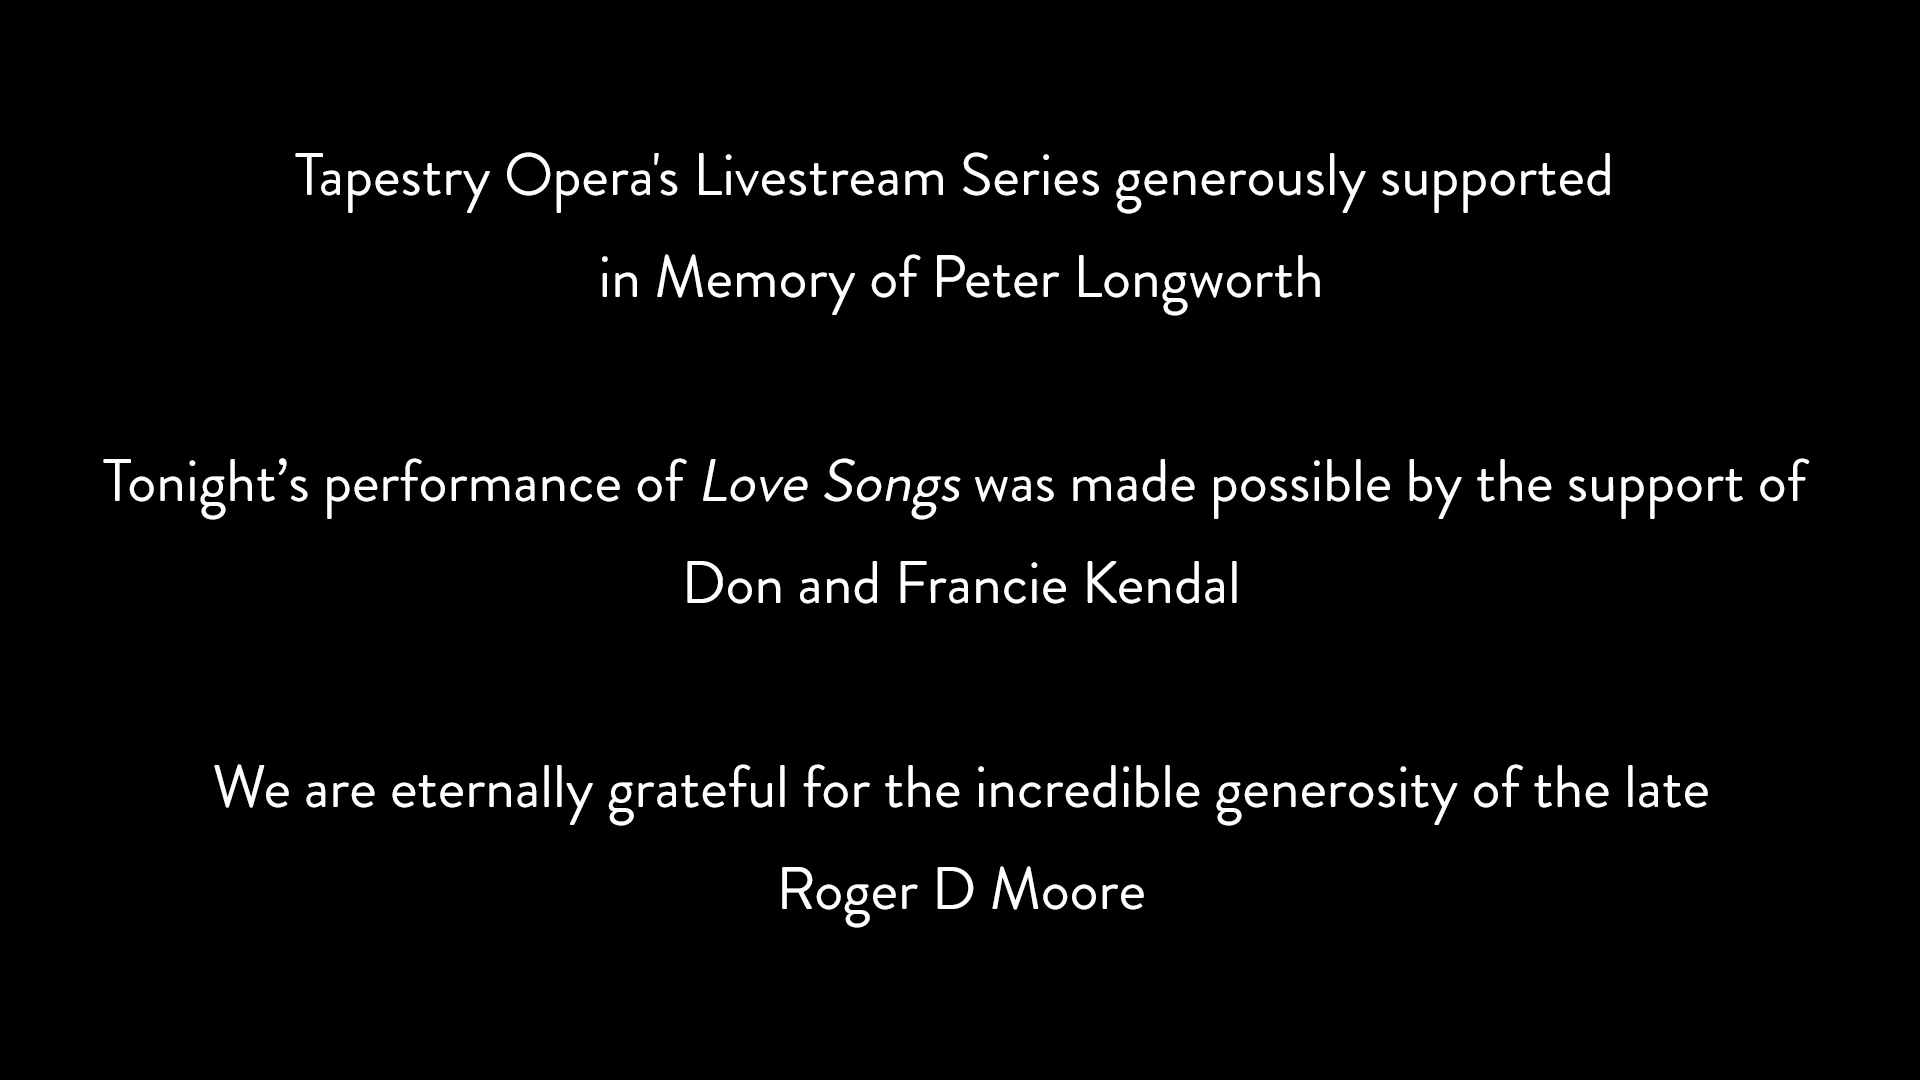 Tapestry Opera's Livestream Series generously supported
in Memory of Peter Longworth
Tonight’s performance of Love Songs was made possible by the support of
Don and Francie Kendal
We are eternally grateful for the incredible generosity of the late
Roger D Moore